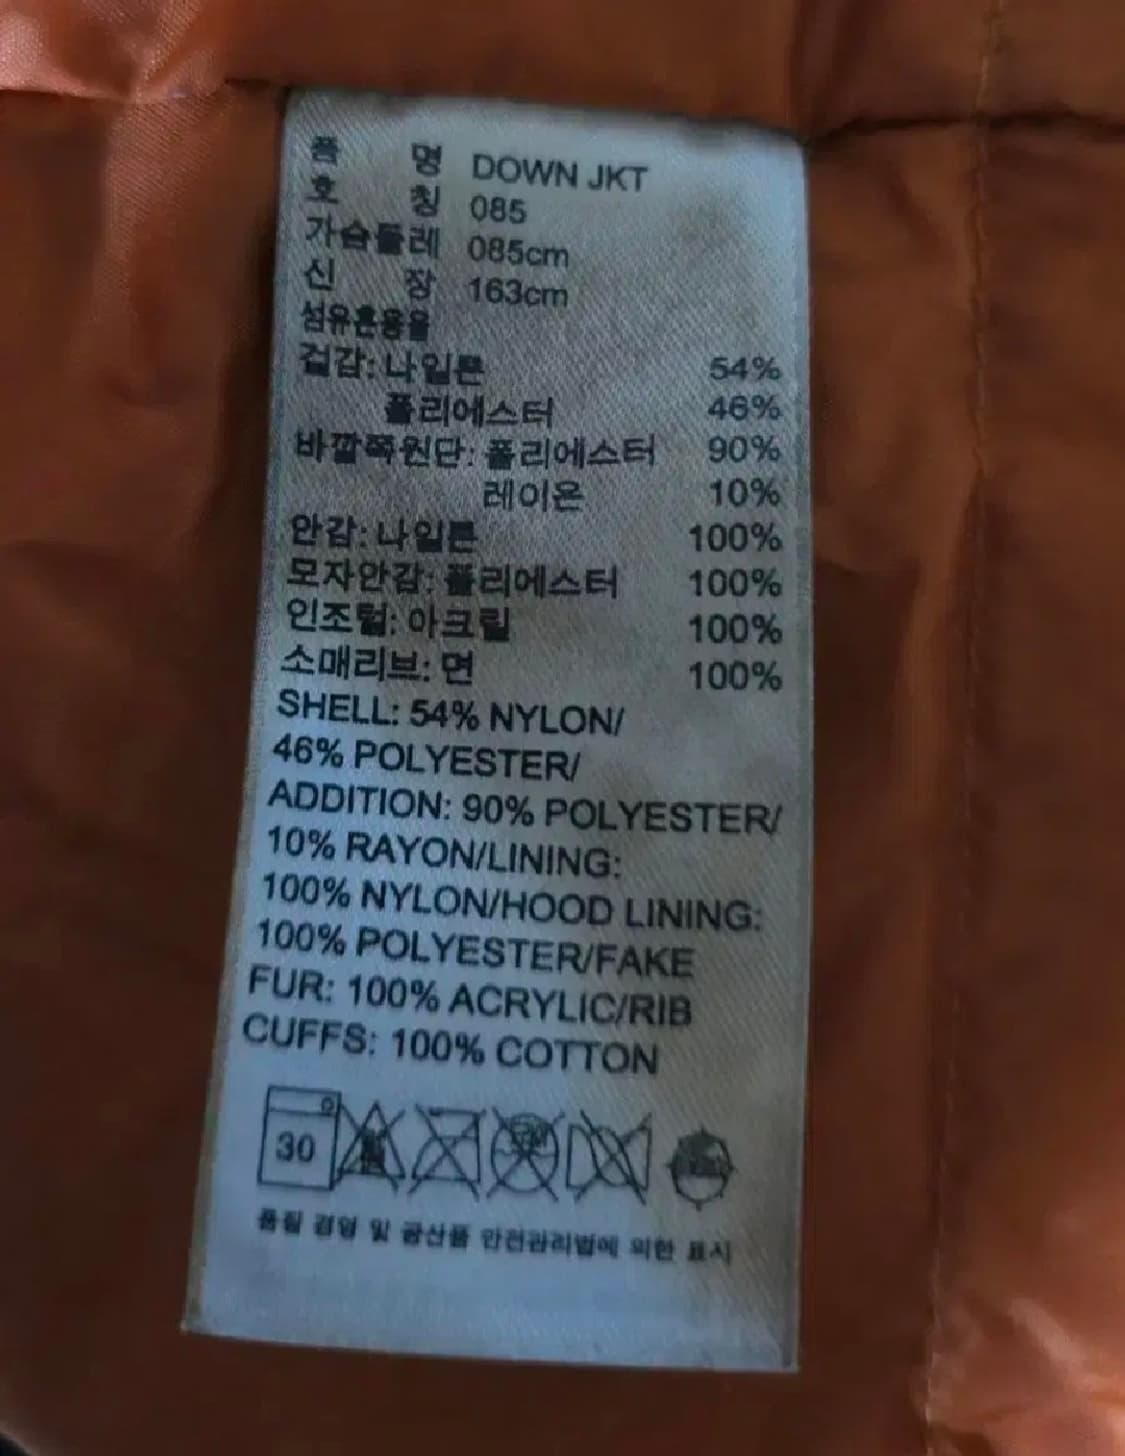 품 명 DOWN JKT
호 칭 085
가슴둘레 085cm
신 장 163cm
섬유혼용율
겉감: 나일론 54%
폴리에스터 46%
바깥쪽원단: 폴리에스터 90%
레이온 10%
안감: 나일론 100%
모자안감: 폴리에스터 100%
인조털: 아크릴 100%
소매리브: 면 100%
SHELL: 54% NYLON/
46% POLYESTER/
ADDITION: 90% POLYESTER/
10% RAYON/LINING:
100% NYLON/HOOD LINING:
100% POLYESTER/FAKE
FUR: 100% ACRYLIC/RIB
CUFFS: 100% COTTON
30
품질 경영 및 공산품 안전관리법에 의한 표시